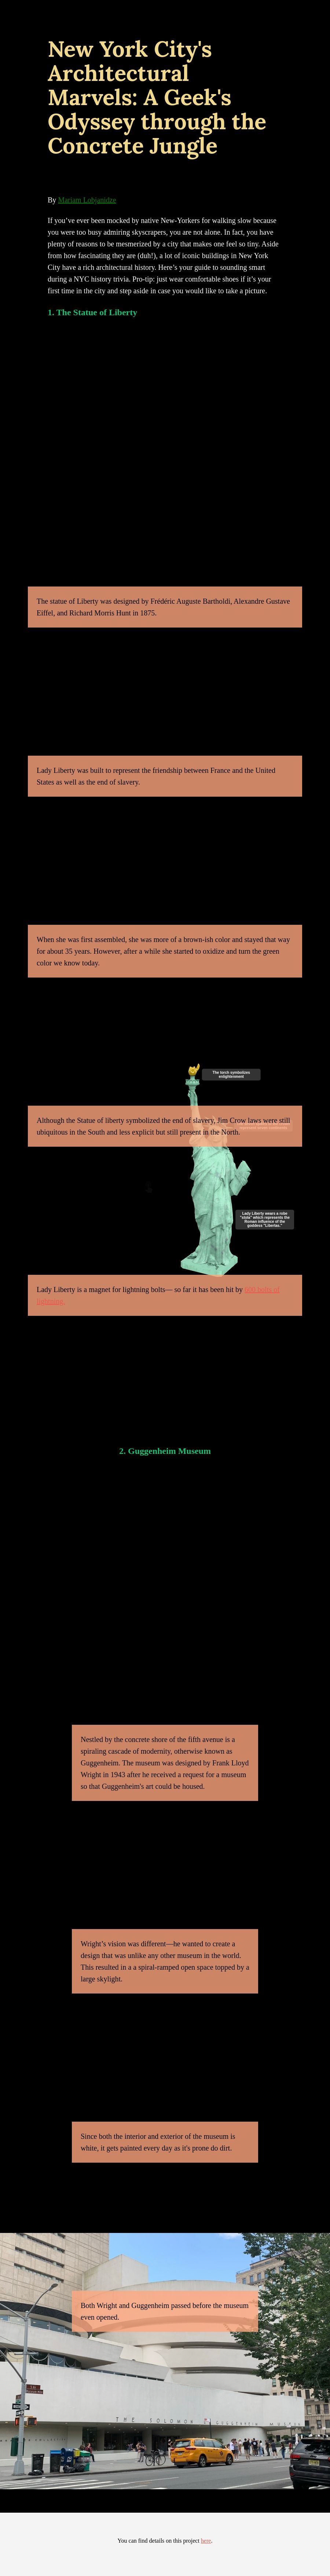 New York City's
Architectural
Marvels: A Geek's
Odyssey through the
Concrete Jungle
By Mariam Lobjanidze
If you’ve ever been mocked by native New-Yorkers for walking slow because
you were too busy admiring skyscrapers, you are not alone. In fact, you have
plenty of reasons to be mesmerized by a city that makes one feel so tiny. Aside
from how fascinating they are (duh!), a lot of iconic buildings in New York
City have a rich architectural history. Here’s your guide to sounding smart
during a NYC history trivia. Pro-tip: just wear comfortable shoes if it’s your
first time in the city and step aside in case you would like to take a picture.
1. The Statue of Liberty
The statue of Liberty was designed by Frédéric Auguste Bartholdi, Alexandre Gustave
Eiffel, and Richard Morris Hunt in 1875.
Lady Liberty was built to represent the friendship between France and the United
States as well as the end of slavery.
When she was first assembled, she was more of a brown-ish color and stayed that way
for about 35 years. However, after a while she started to oxidize and turn the green
color we know today.
The torch symbolizes
enlightenment
Although the Statue of liberty symbolized the end of slavery, Jim Crow laws were still
ubiquitous in the South and less explicit but still present in the North.
Lady Liberty wears a robe
"stola" which represents the
Roman influence of the
goddess "Libertas."
Lady Liberty is a magnet for lightning bolts— so far it has been hit by
2. Guggenheim Museum
Nestled by the concrete shore of the fifth avenue is a
spiraling cascade of modernity, otherwise known as
Guggenheim. The museum was designed by Frank Lloyd
Wright in 1943 after he received a request for a museum
so that Guggenheim's art could be housed.
Wright’s vision was different—he wanted to create a
design that was unlike any other museum in the world.
This resulted in a a spiral-ramped open space topped by a
large skylight.
Since both the interior and exterior of the museum is
white, it gets painted every day as it's prone do dirt.
Both Wright and Guggenheim passed before the museum
even opened.
THE SOLOMON R. GUGGENHEIM MUSEUM
You can find details on this project here.